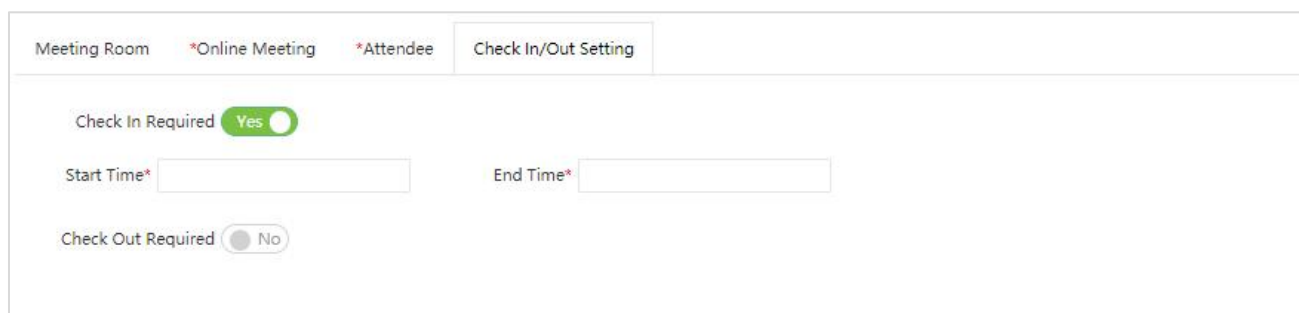 Meeting Room *Online Meeting *Attendee Check In/Out Setting
Check In Required Yes
Start Time* End Time*
Check Out Required No